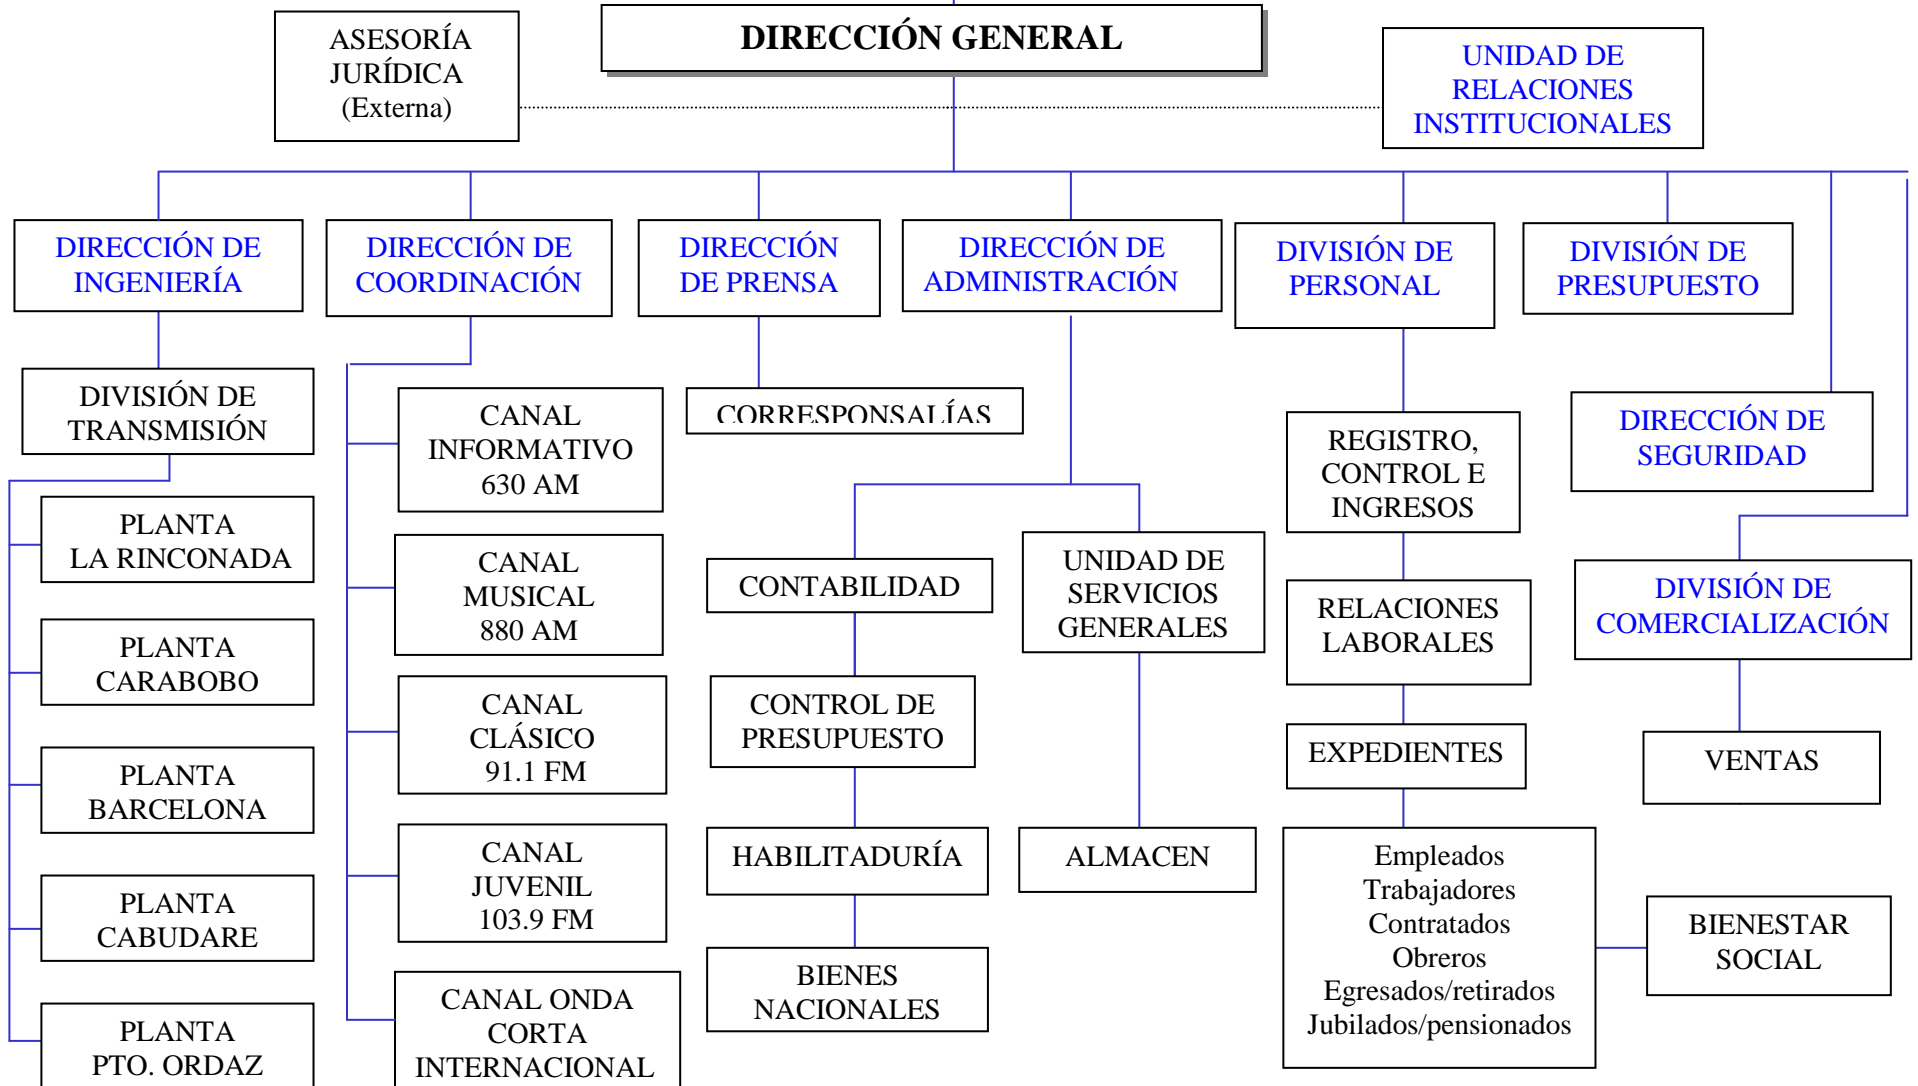 DIRECCIÓN GENERAL
ASESORÍA
JURÍDICA
(Externa)
UNIDAD DE
RELACIONES
INSTITUCIONALES
DIRECCIÓN DE
INGENIERÍA
DIRECCIÓN DE
COORDINACIÓN
DIRECCIÓN
DE PRENSA
DIRECCIÓN DE
ADMINISTRACIÓN
DIVISIÓN DE
PERSONAL
DIVISIÓN DE
PRESUPUESTO
DIVISIÓN DE
TRANSMISIÓN
PLANTA
LA RINCONADA
PLANTA
CARABOBO
PLANTA
BARCELONA
PLANTA
CABUDARE
PLANTA
PTO. ORDAZ
CANAL
INFORMATIVO
630 AM
CANAL
MUSICAL
880 AM
CANAL
CLÁSICO
91.1 FM
CANAL
JUVENIL
103.9 FM
CANAL ONDA
CORTA
INTERNACIONAL
CORRESPONSALÍAS
CONTABILIDAD
CONTROL DE
PRESUPUESTO
HABILITADURÍA
BIENES
NACIONALES
UNIDAD DE
SERVICIOS
GENERALES
ALMACEN
REGISTRO,
CONTROL E
INGRESOS
RELACIONES
LABORALES
EXPEDIENTES
Empleados
Trabajadores
Contratados
Obreros
Egresados/retirados
Jubilados/pensionados
BIENESTAR
SOCIAL
DIRECCIÓN DE
SEGURIDAD
DIVISIÓN DE
COMERCIALIZACIÓN
VENTAS